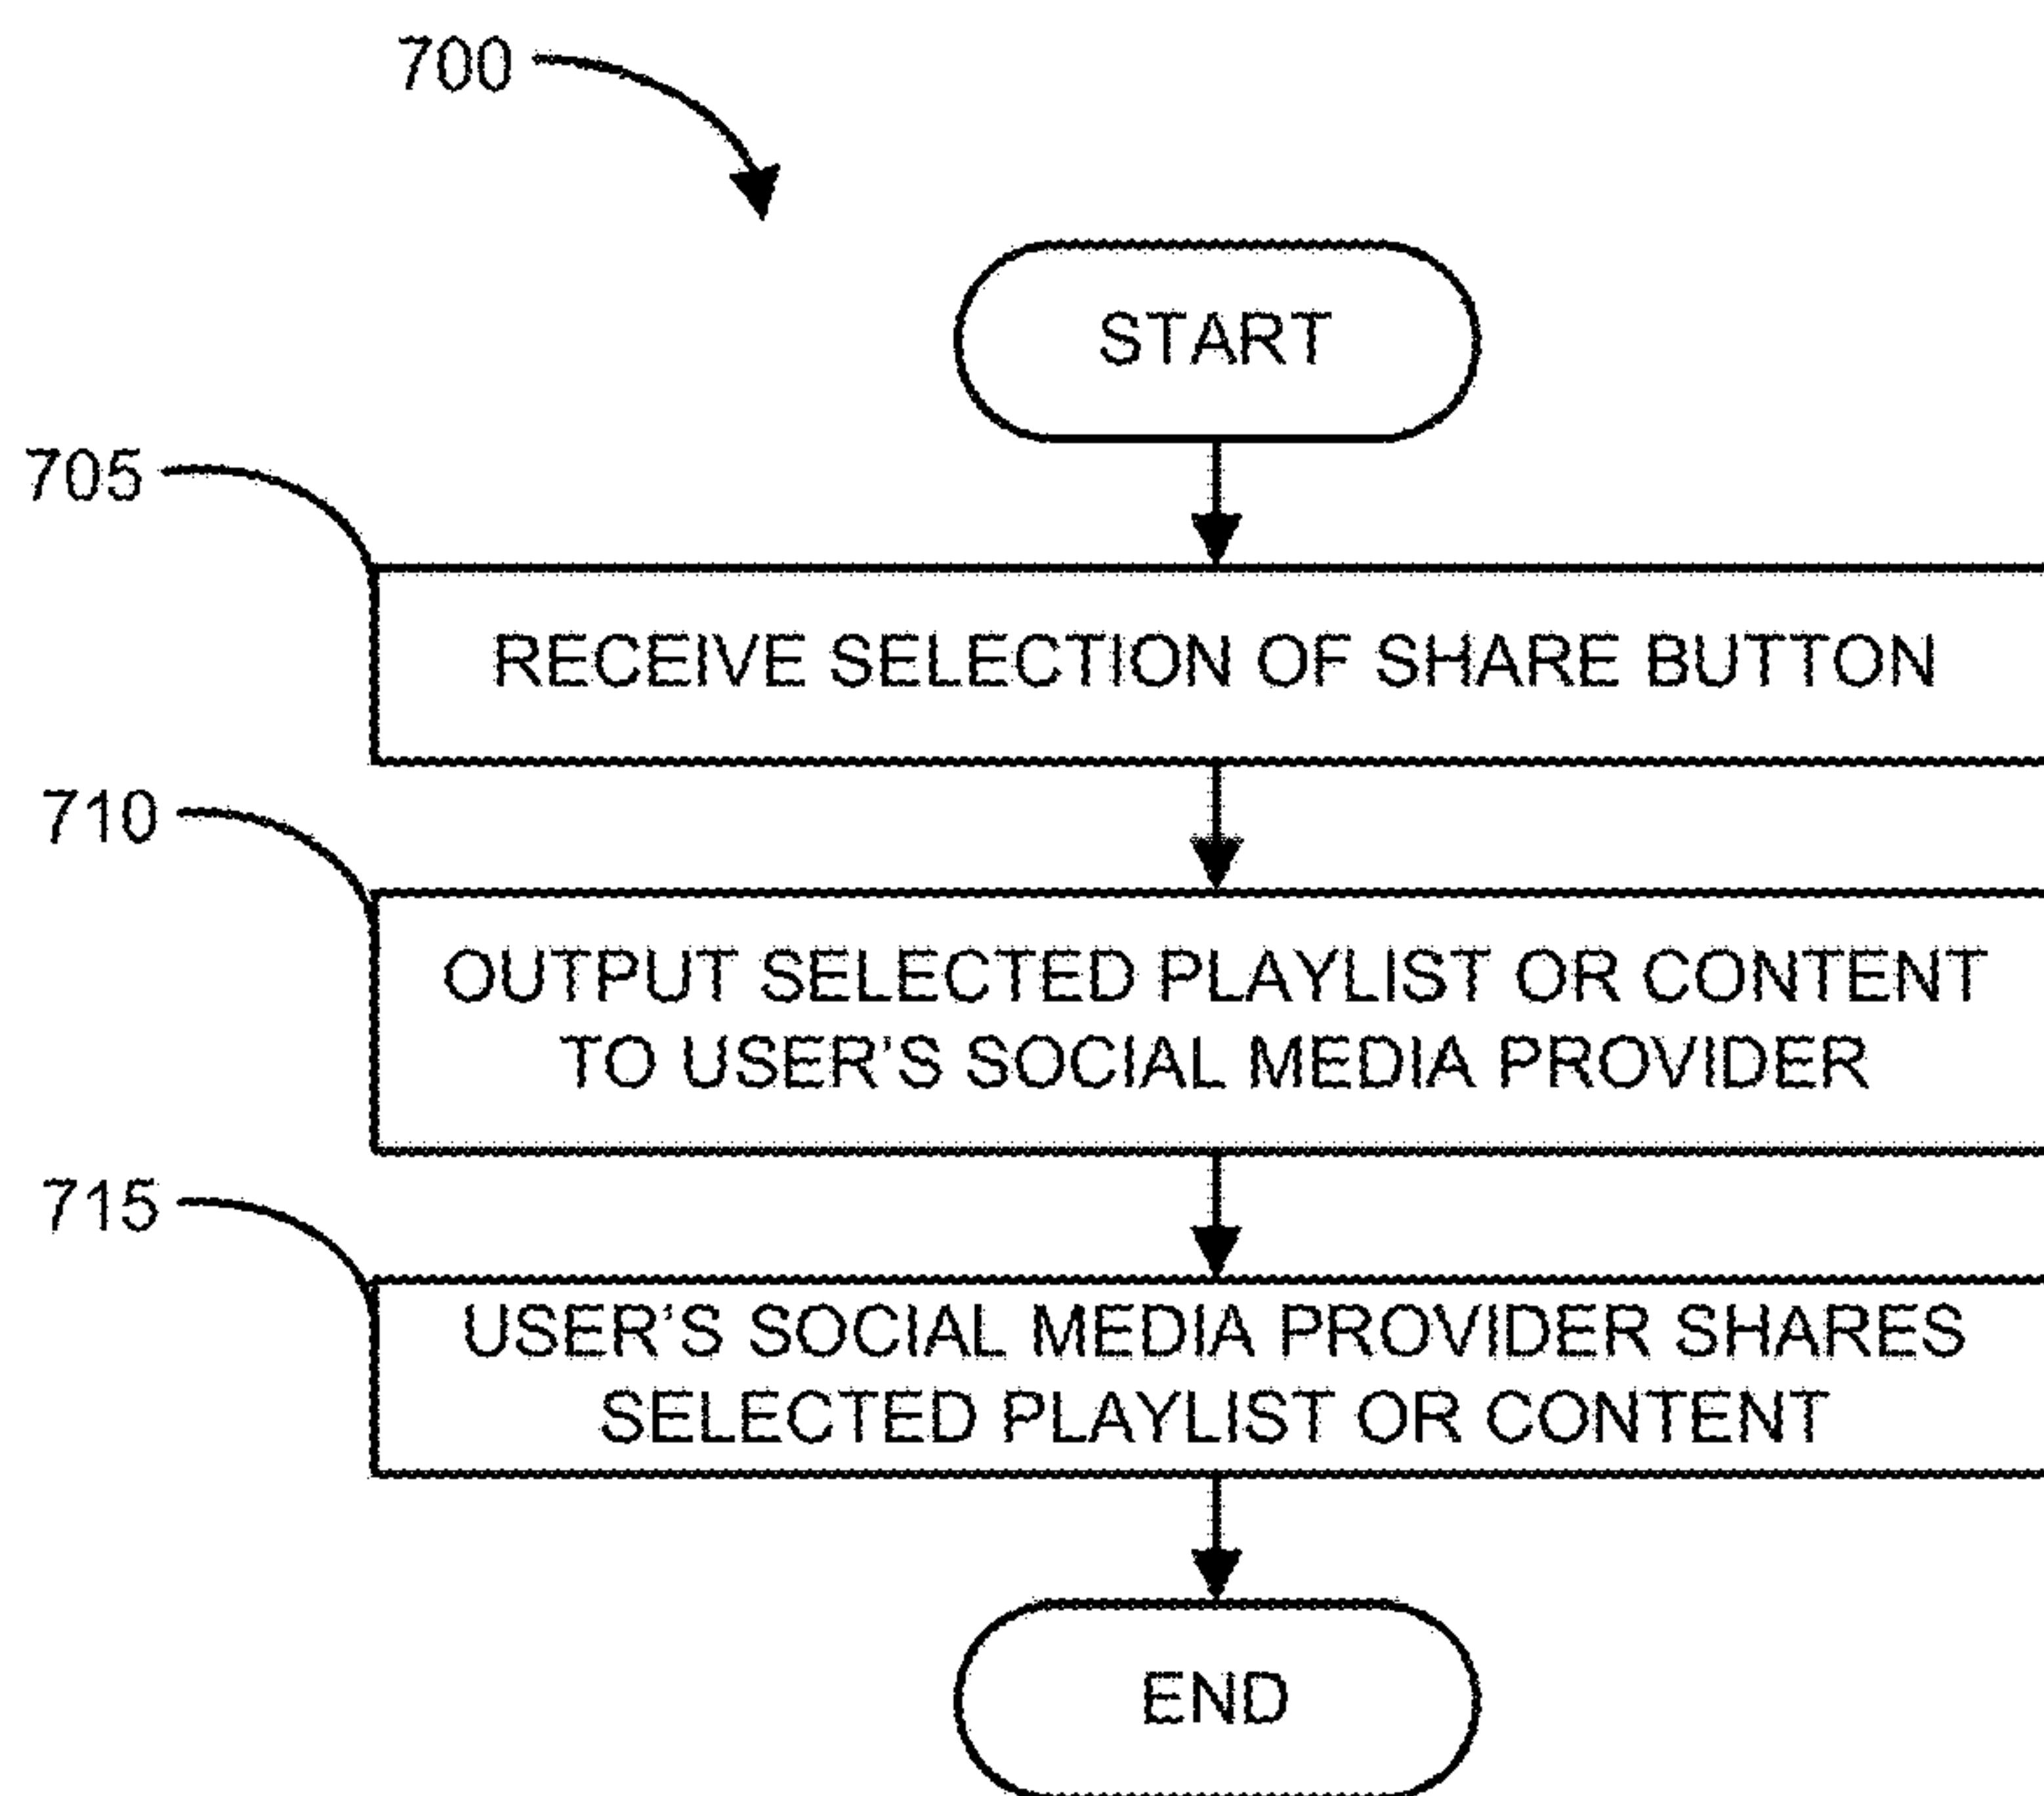 700
START
705
RECEIVE SELECTION OF SHARE BUTTON
710
OUTPUT SELECTED PLAYLIST OR CONTENT
TO USER'S SOCIAL MEDIA PROVIDER
715
USER'S SOCIAL MEDIA PROVIDER SHARES
SELECTED PLAYLIST OR CONTENT
END